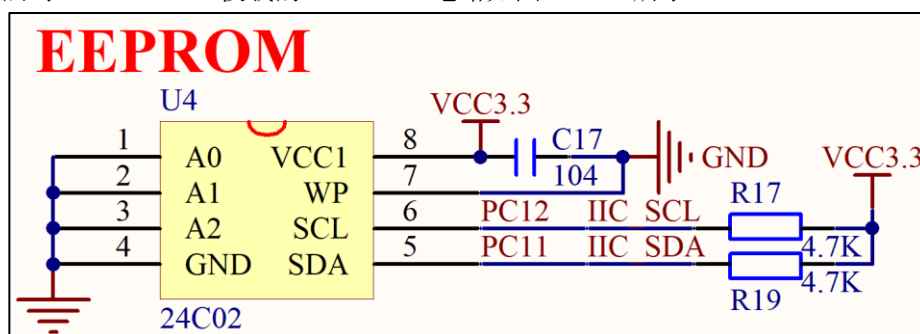 EEPROM
U4
VCC3.3
1 A0 VCC1 8 C17 GND VCC3.3
2 A1 WP 7 104 R17
3 A2 SCL 6 PC12 IIC SCL 4.7K
4 GND SDA 5 PC11 IIC SDA 4.7K
R19
24C02